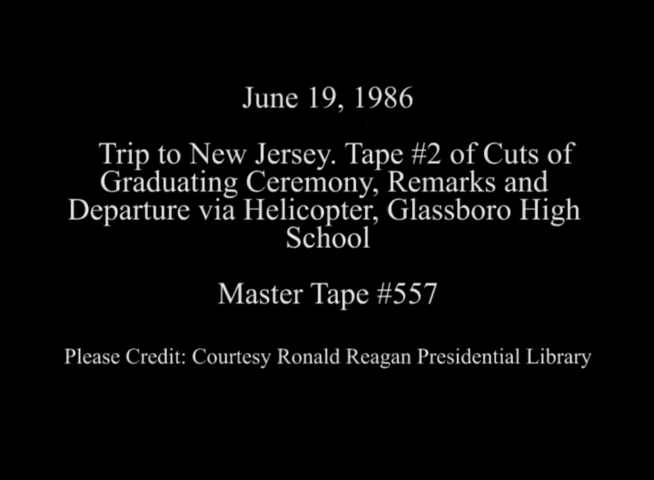 June 19, 1986
Trip to New Jersey. Tape #2 of Cuts of
Graduating Ceremony, Remarks and
Departure via Helicopter, Glassboro High
School
Master Tape #557
Please Credit: Courtesy Ronald Reagan Presidential Library